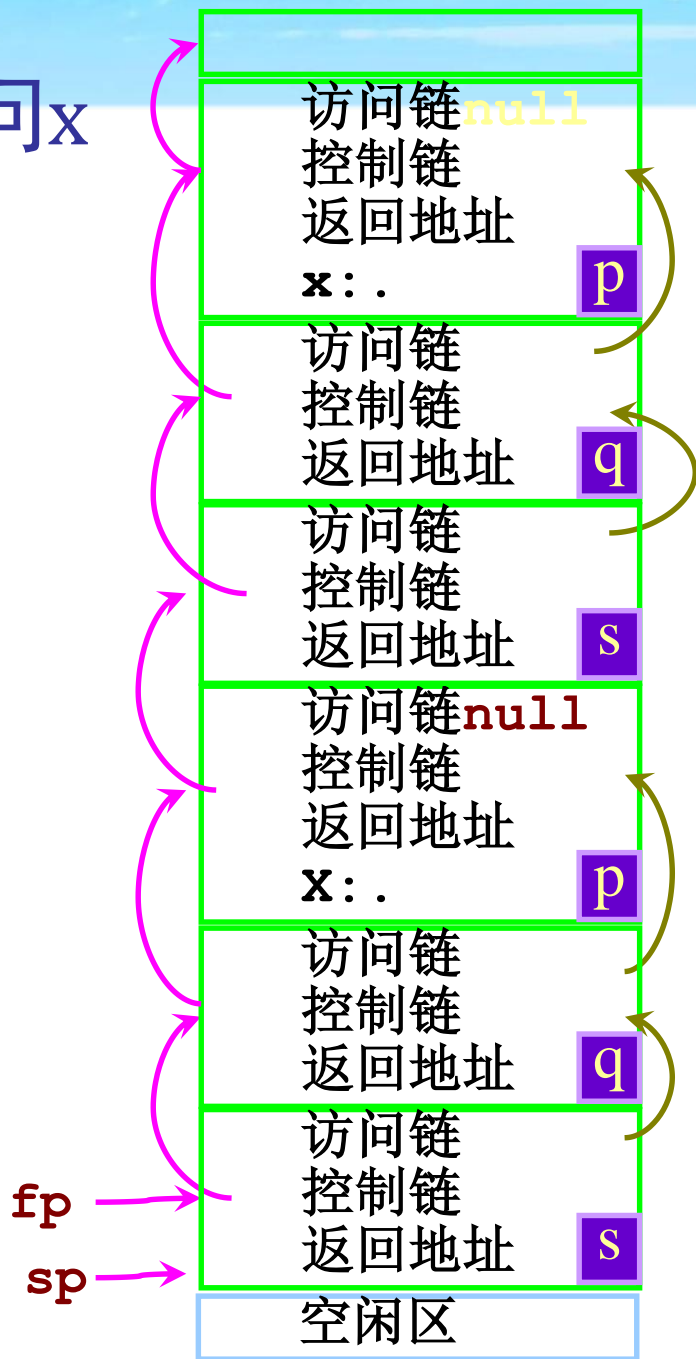 问x
访问链null
控制链
返回地址
x:.
p
访问链
控制链
返回地址
q
访问链
控制链
返回地址
s
访问链null
控制链
返回地址
X:.
p
访问链
控制链
返回地址
q
访问链
控制链
返回地址
s
fp
sp
空闲区